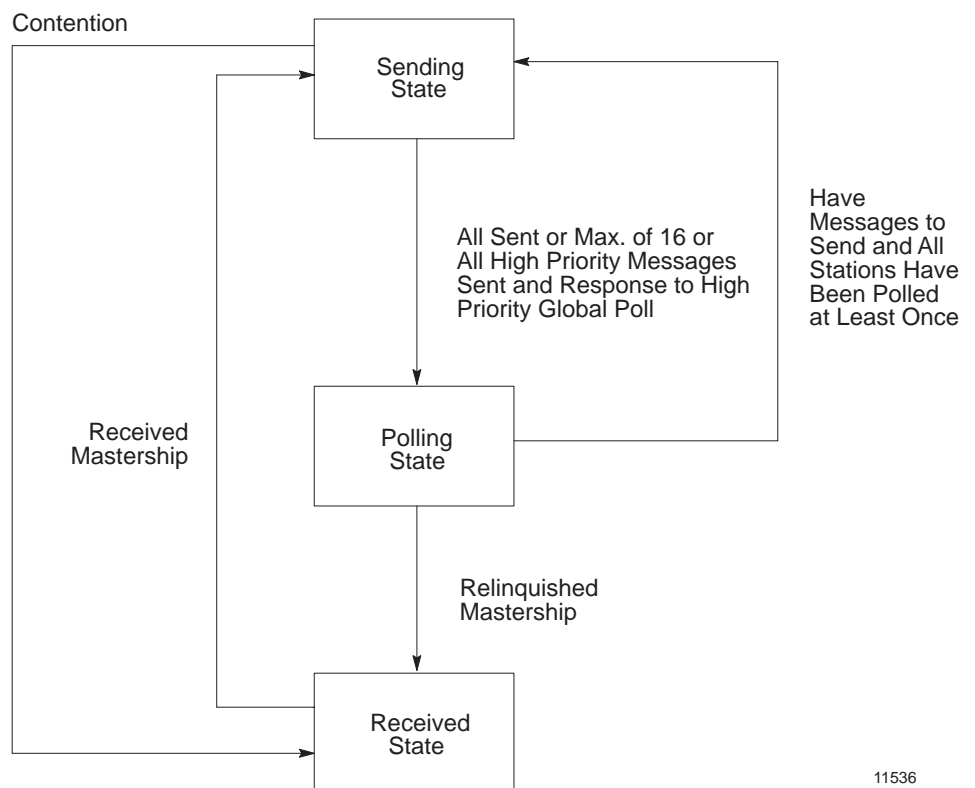 Contention
Sending
State
All Sent or Max. of 16 or
All High Priority Messages
Sent and Response to High
Priority Global Poll
Have
Messages to
Send and All
Stations Have
Been Polled
at Least Once
Received
Mastership
Polling
State
Relinquished
Mastership
Received
State
11536